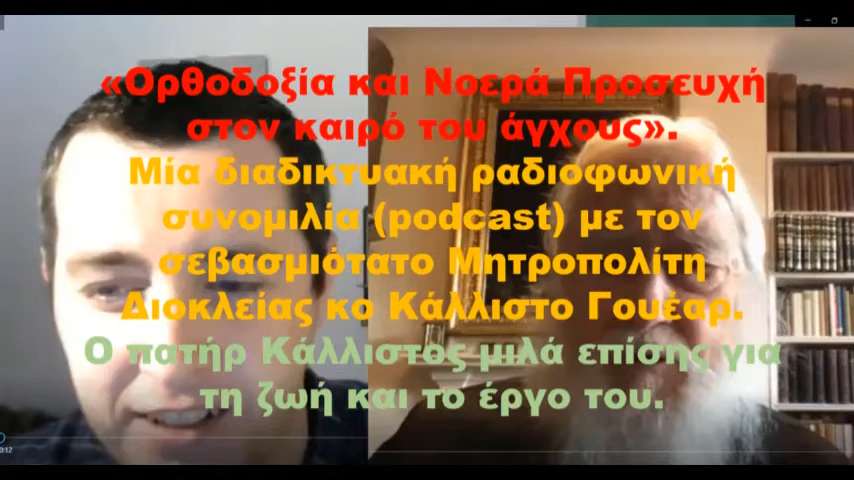 «Ορθοδοξία και Νοερά Προσευχή
στον καιρό του άγχους».
Μία διαδικτυακή ραδιοφωνική
συνομιλία (podcast) με τον
σεβασμιότατο Μητροπολίτη
Διοκλείας κο Κάλλιστο Γουέαρ.
Ο πατήρ Κάλλιστος μιλά επίσης για
τη ζωή και το έργο του.